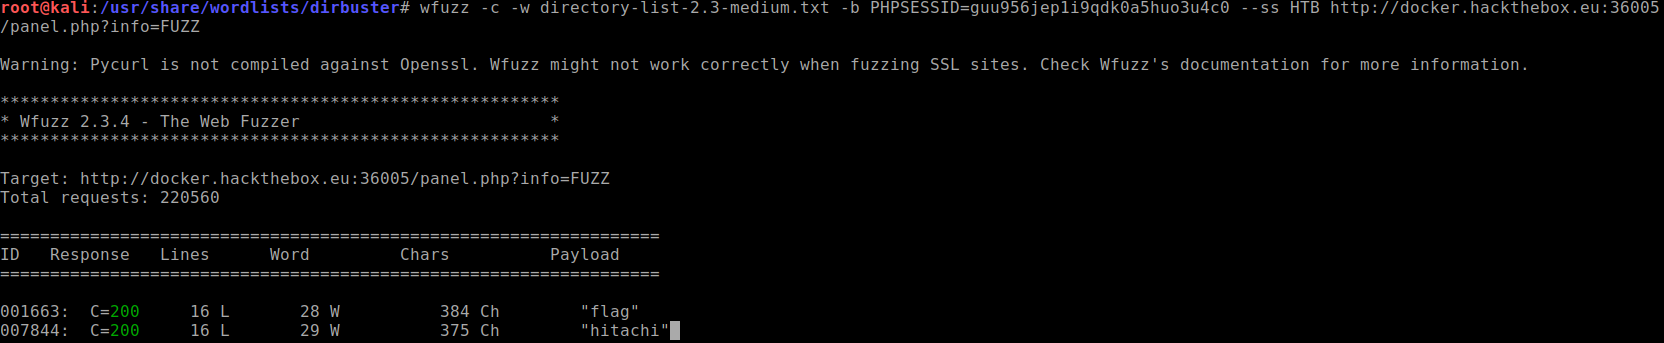 root@kali:/usr/share/wordlists/dirbuster# wfuzz -c -w directory-list-2.3-medium.txt -b PHPSESSID=guu956jep1i9qdk0a5huo3u4c0 --ss HTB http://docker.hackthebox.eu:36005
/panel.php?info=FUZZ
Warning: Pycurl is not compiled against Openssl. Wfuzz might not work correctly when fuzzing SSL sites. Check Wfuzz's documentation for more information.
********************************************************
* Wfuzz 2.3.4 - The Web Fuzzer                         *
********************************************************
Target: http://docker.hackthebox.eu:36005/panel.php?info=FUZZ
Total requests: 220560
==================================================================
ID   Response   Lines      Word         Chars          Payload
==================================================================
001663:  C=200     16 L       28 W          384 Ch        "flag"
007844:  C=200     16 L       29 W          375 Ch        "hitachi"